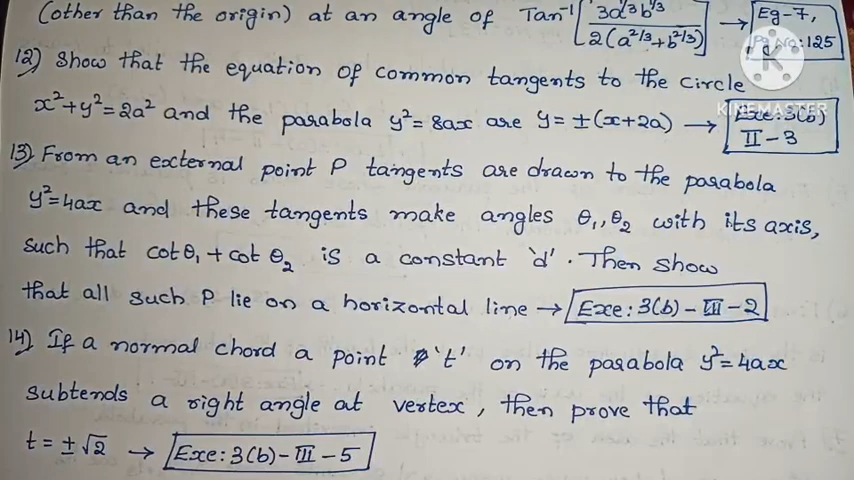 (other than the origin) at an angle of Tan⁻¹[3a^1/3 b^1/3 / 2(a^2/3+b^2/3)] → Eg-7, Pg No: 125
12) Show that the equation of common tangents to the circle
x²+y²=2a² and the parabola y²=8ax are y=±(x+2a) → Exe: 3(b) II-3
KINEMASTER
13) From an external point P tangents are drawn to the parabola
y²=4ax and these tangents make angles θ₁,θ₂ with its axis,
such that cotθ₁+cot θ₂ is a constant 'd'. Then show
that all such P lie on a horizontal line → Exe: 3(b)-III-2
14) If a normal chord a point 't' on the parabola y²=4ax
subtends a right angle at vertex, then prove that
t=±√2 → Exe: 3(b)-III-5